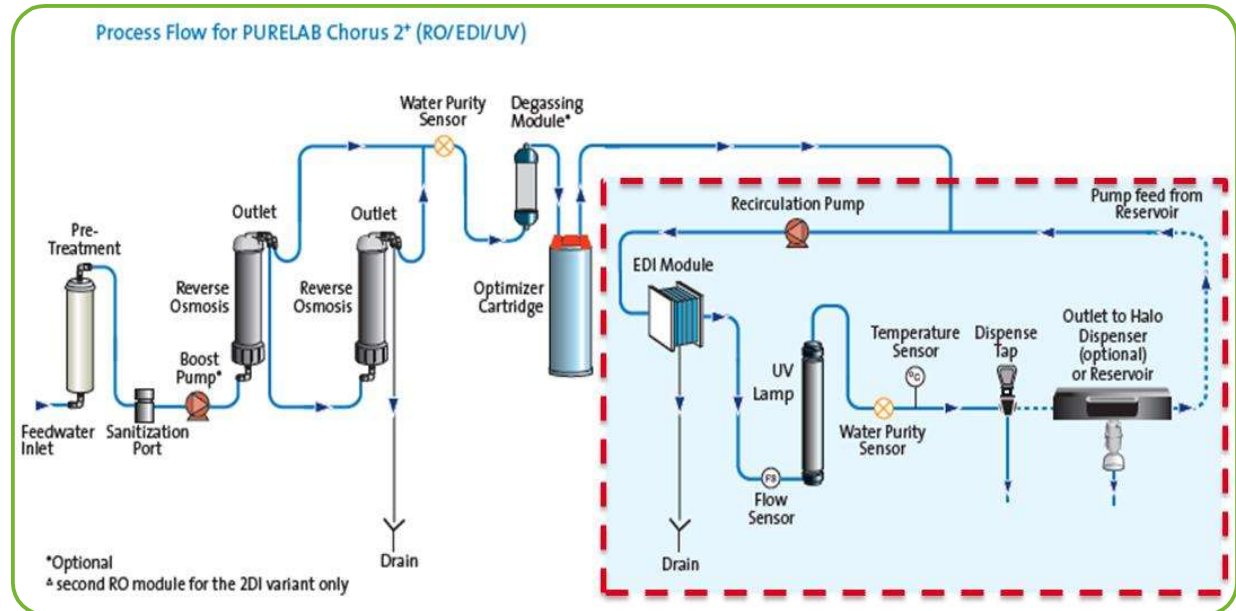 Process Flow for PURELAB Chorus 2⁺ (RO/EDI/UV)
Water Purity
Sensor
Degassing
Module*
Pre-
Treatment
Outlet
Outlet
Reverse
Osmosis
Reverse
Osmosis
Optimizer
Cartridge
Boost
Pump*
Feedwater
Inlet
Sanitization
Port
Drain
Recirculation Pump
Pump feed from
Reservoir
EDI Module
UV
Lamp
Temperature
Sensor
°C
Dispense
Tap
Outlet to Halo
Dispenser
(optional)
or Reservoir
Water Purity
Sensor
FS
Flow
Sensor
Drain
*Optional
△ second RO module for the 2DI variant only